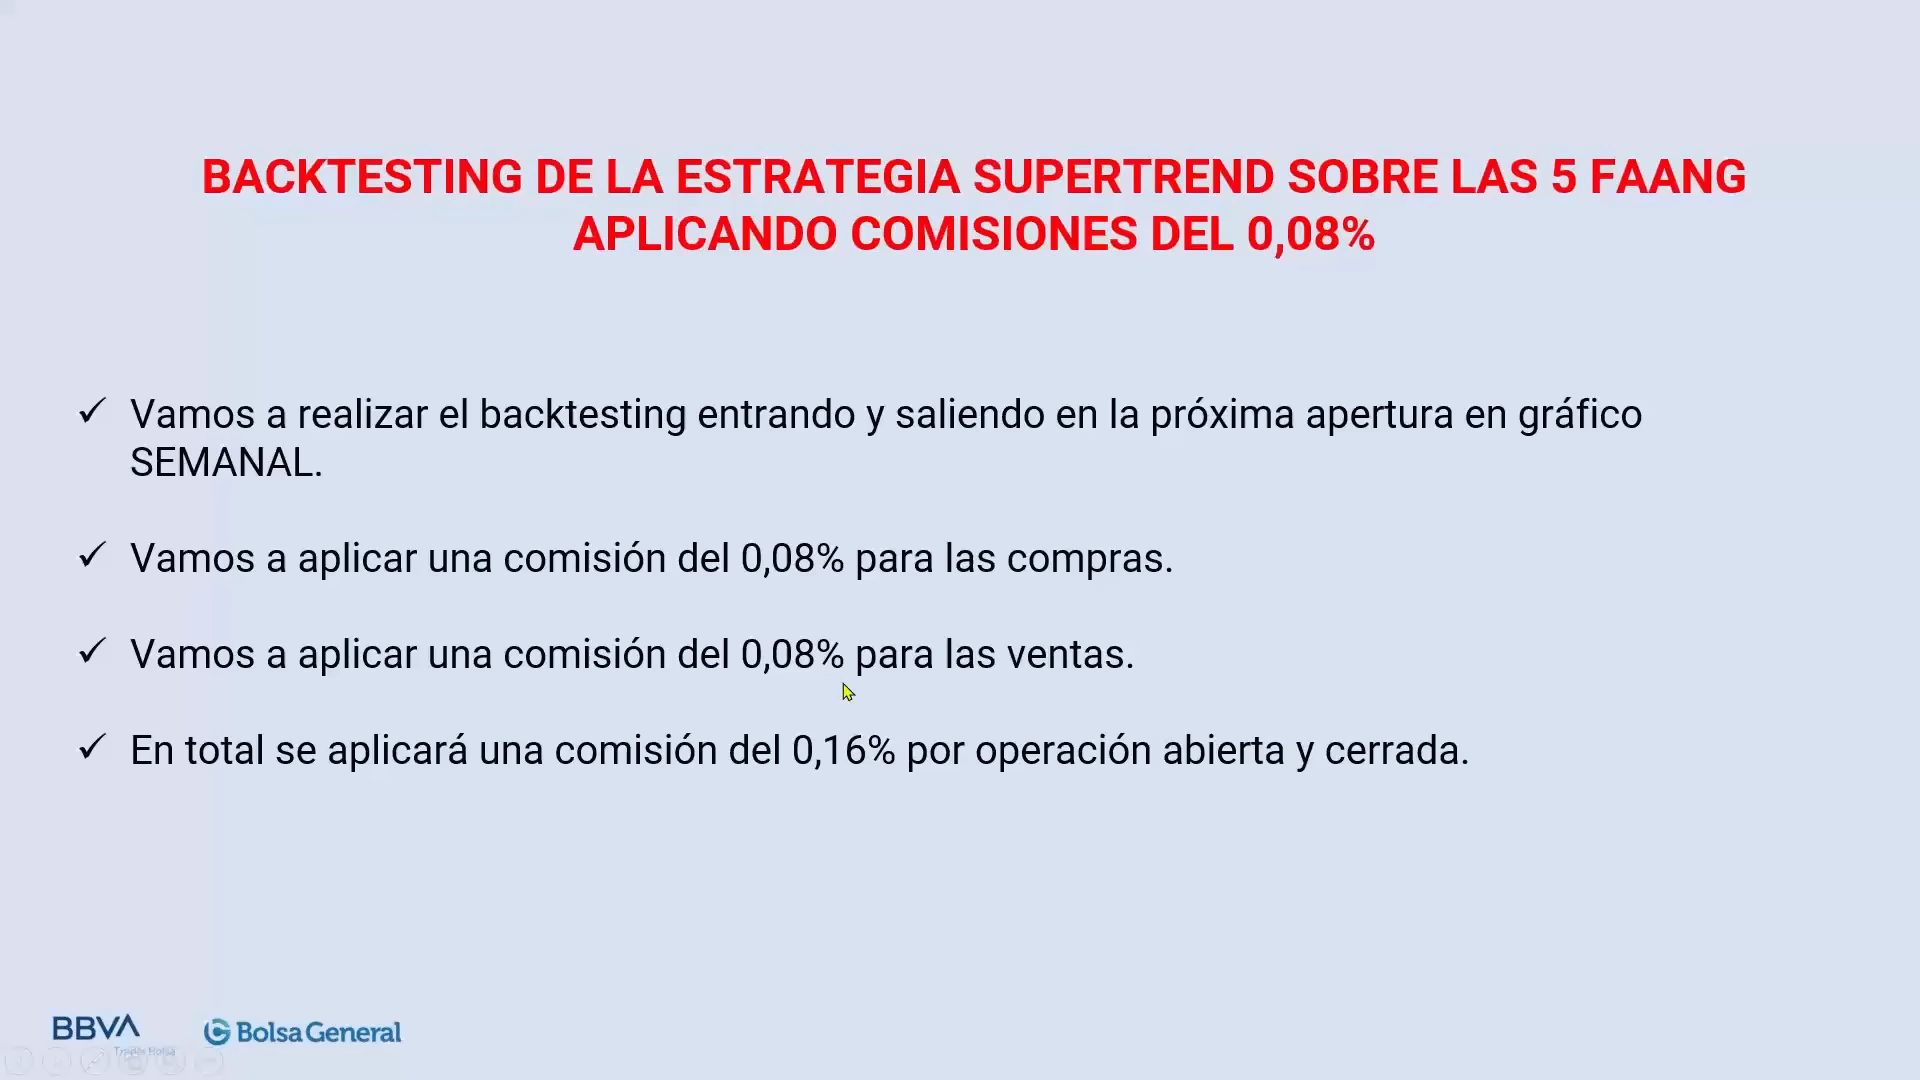 BACKTESTING DE LA ESTRATEGIA SUPERTREND SOBRE LAS 5 FAANG
APLICANDO COMISIONES DEL 0,08%
Vamos a realizar el backtesting entrando y saliendo en la próxima apertura en gráfico
SEMANAL.
Vamos a aplicar una comisión del 0,08% para las compras.
Vamos a aplicar una comisión del 0,08% para las ventas.
En total se aplicará una comisión del 0,16% por operación abierta y cerrada.
BBVA
Trader Bolsa
Bolsa General